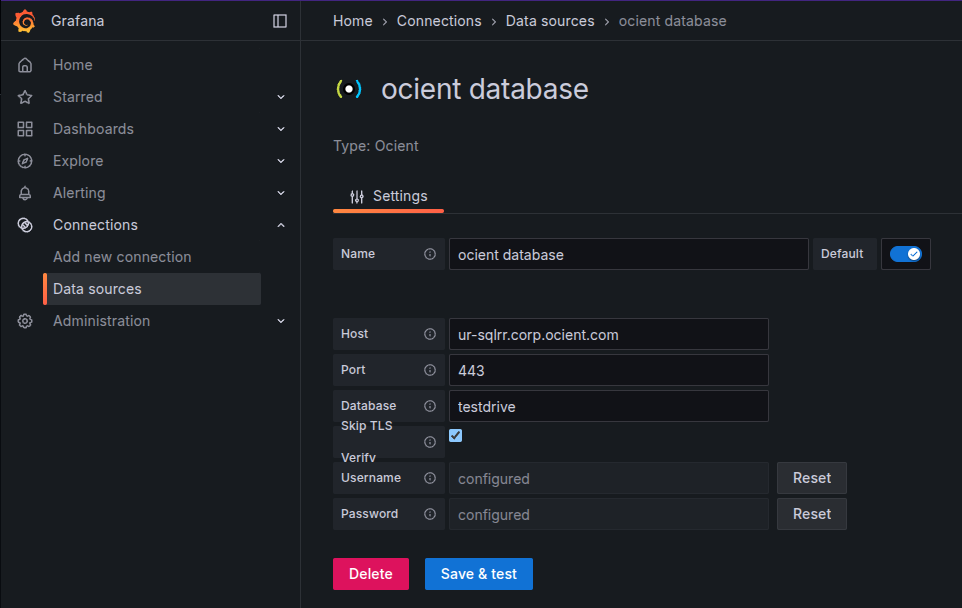 Grafana
Home › Connections › Data sources › ocient database
Home
Starred
Dashboards
Explore
Alerting
Connections
Add new connection
Data sources
Administration
ocient database
Type: Ocient
Settings
Name ocient database Default
Host ur-sqlrr.corp.ocient.com
Port 443
Database testdrive
Skip TLS
Verify
Username configured Reset
Password configured Reset
Delete Save & test